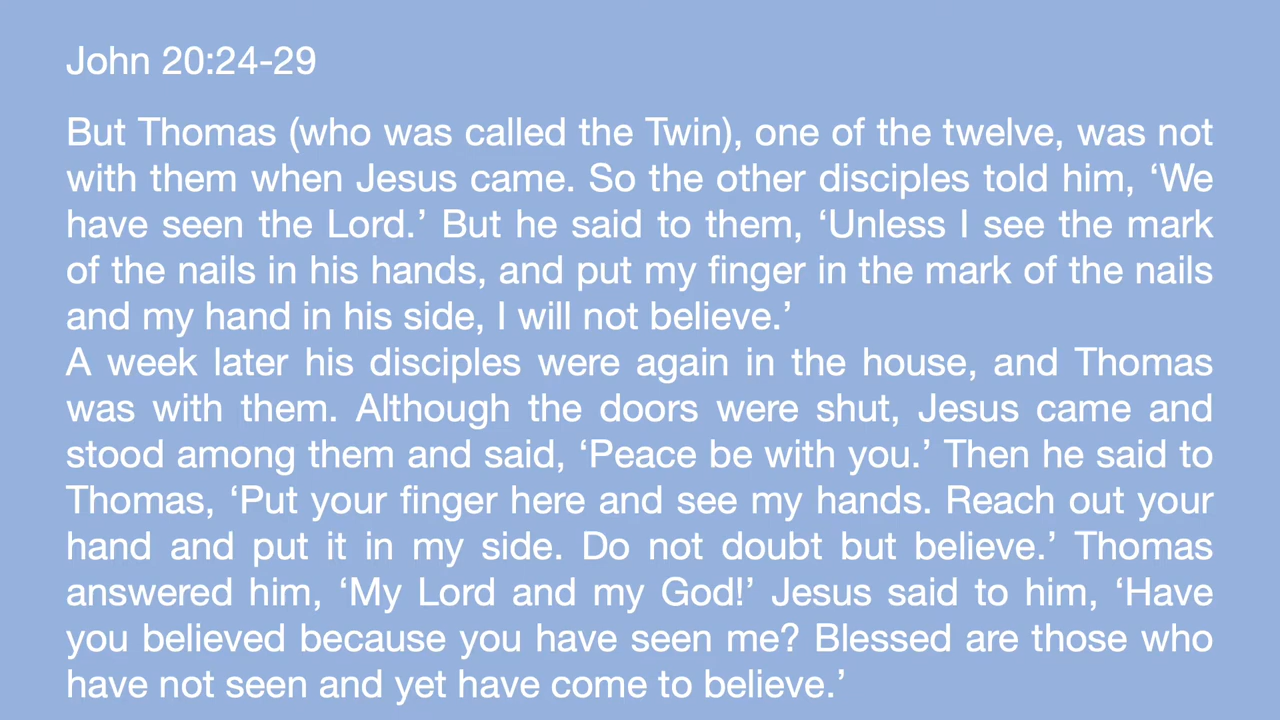 John 20:24-29
But Thomas (who was called the Twin), one of the twelve, was not
with them when Jesus came. So the other disciples told him, ‘We
have seen the Lord.’ But he said to them, ‘Unless I see the mark
of the nails in his hands, and put my finger in the mark of the nails
and my hand in his side, I will not believe.’
A week later his disciples were again in the house, and Thomas
was with them. Although the doors were shut, Jesus came and
stood among them and said, ‘Peace be with you.’ Then he said to
Thomas, ‘Put your finger here and see my hands. Reach out your
hand and put it in my side. Do not doubt but believe.’ Thomas
answered him, ‘My Lord and my God!’ Jesus said to him, ‘Have
you believed because you have seen me? Blessed are those who
have not seen and yet have come to believe.’